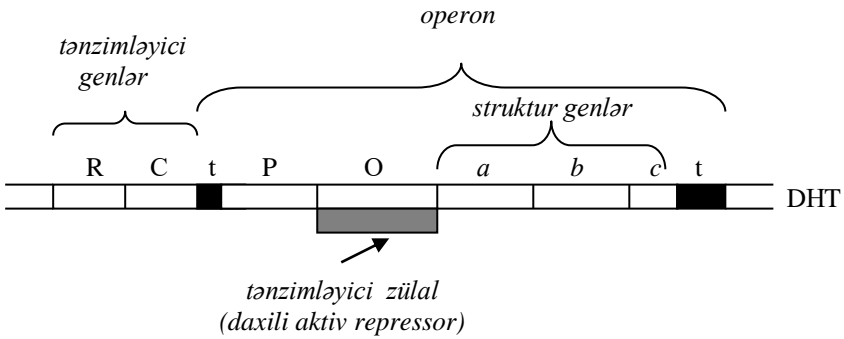 operon
tənzimləyici
genlər
struktur genlər
R C t P O a b c t
DHT
tənzimləyici zülal
(daxili aktiv repressor)